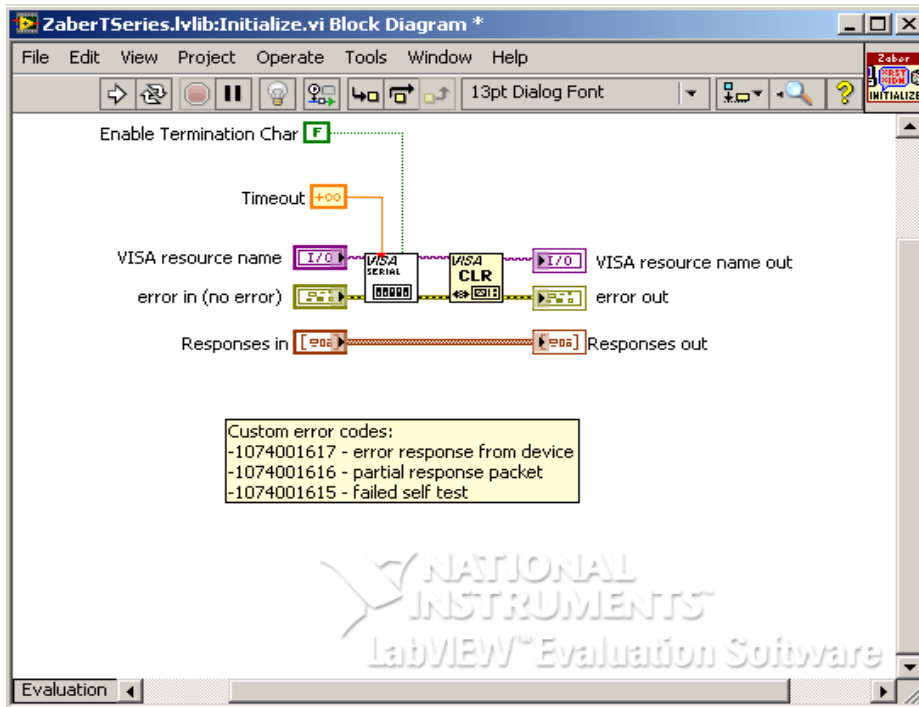 ZaberTSeries.lvlib:Initialize.vi Block Diagram *
File Edit View Project Operate Tools Window Help
13pt Dialog Font
Zaber
INITIALIZE
Enable Termination Char F
Timeout +∞
VISA resource name I/O
VISA SERIAL
VISA CLR
I/O VISA resource name out
error in (no error)
error out
Responses in
Responses out
Custom error codes:
-1074001617 - error response from device
-1074001616 - partial response packet
-1074001615 - failed self test
NATIONAL
INSTRUMENTS™
LabVIEW™ Evaluation Software
Evaluation